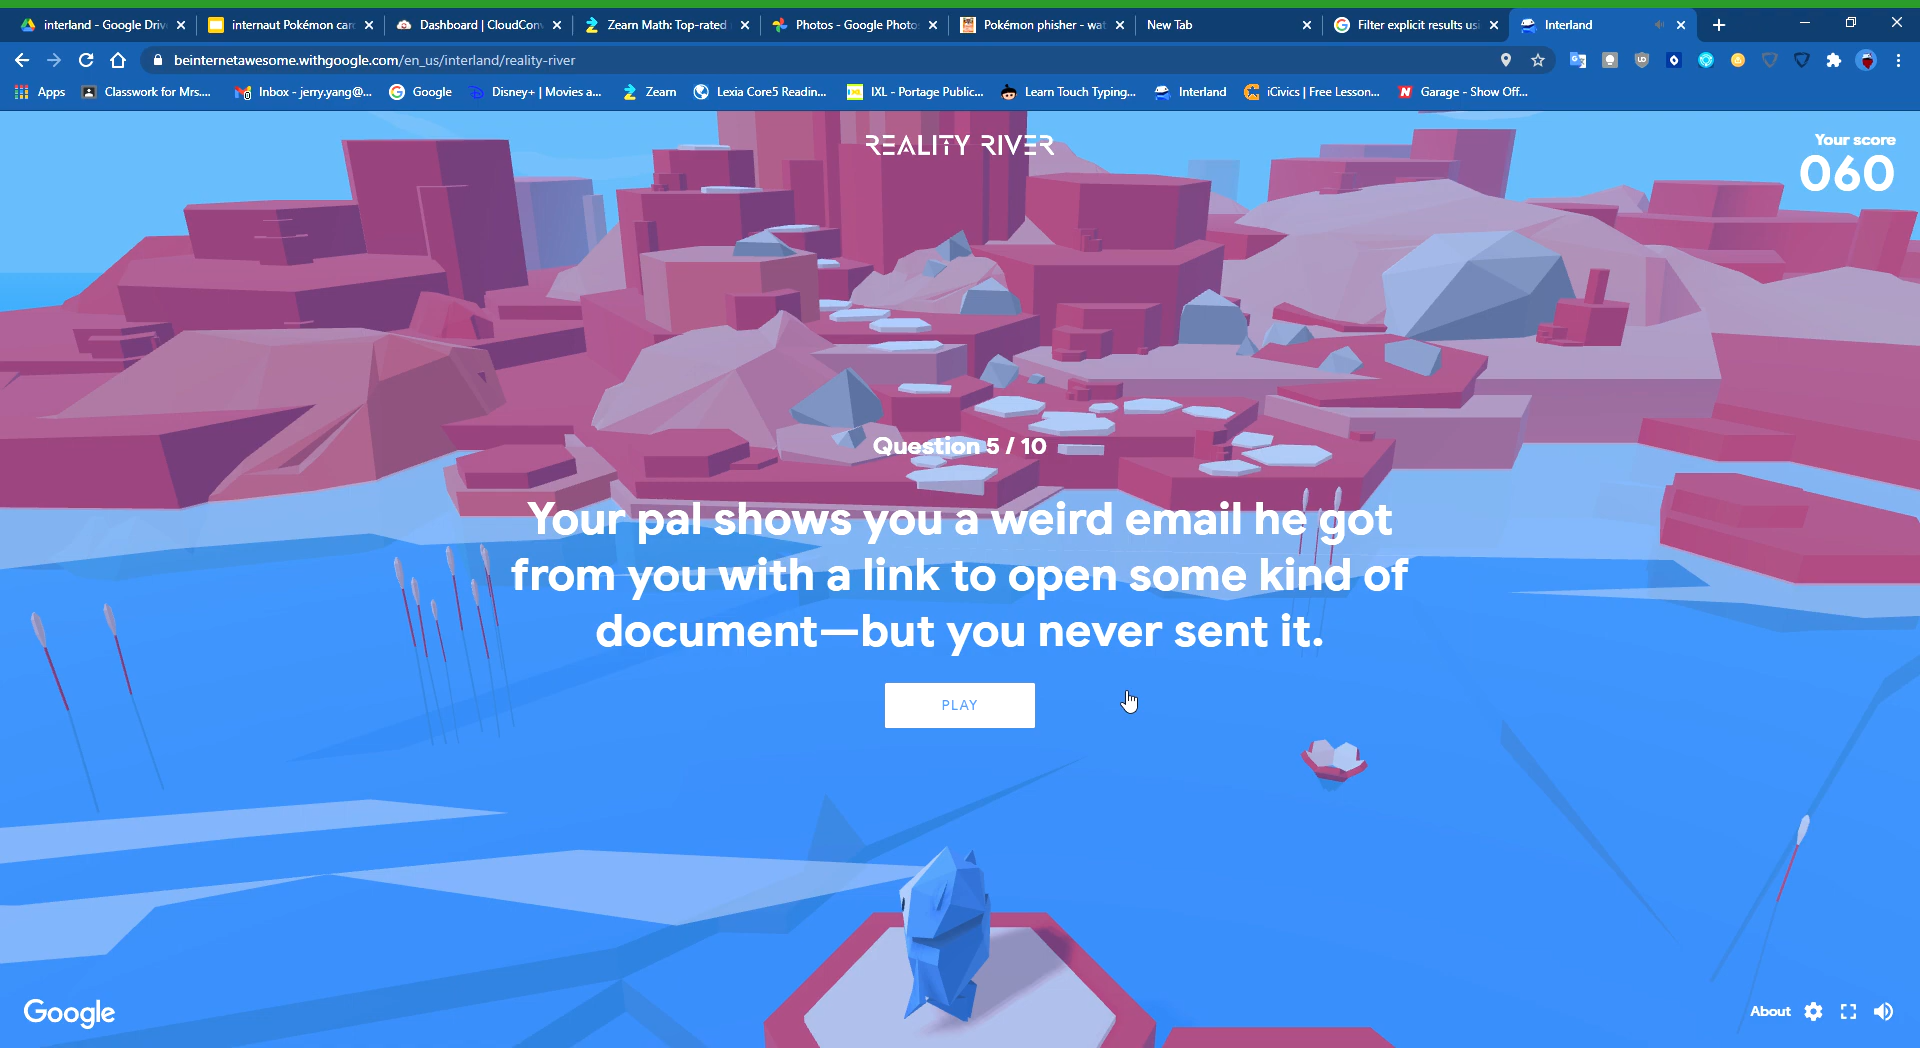 interland - Google Driv
internaut Pokémon car
Dashboard | CloudConv
Zearn Math: Top-rated
Photos - Google Photo
Pokémon phisher - wat
New Tab
Filter explicit results usi
Interland
beinternetawesome.withgoogle.com/en_us/interland/reality-river
Apps
Classwork for Mrs....
Inbox - jerry.yang@...
Google
Disney+ | Movies a...
Zearn
Lexia Core5 Readin...
IXL - Portage Public...
Learn Touch Typing...
Interland
iCivics | Free Lesson...
Garage - Show Off...
REALITY RIVER
Your score
060
Question 5 / 10
Your pal shows you a weird email he got
from you with a link to open some kind of
document—but you never sent it.
PLAY
Google
About